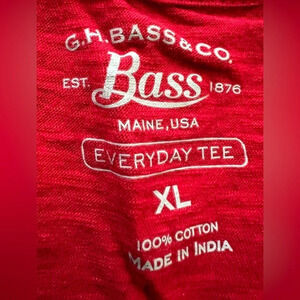 G.H.BASS&CO.
EST. Bass 1876
MAINE, USA
EVERYDAY TEE
XL
100% COTTON
MADE IN INDIA